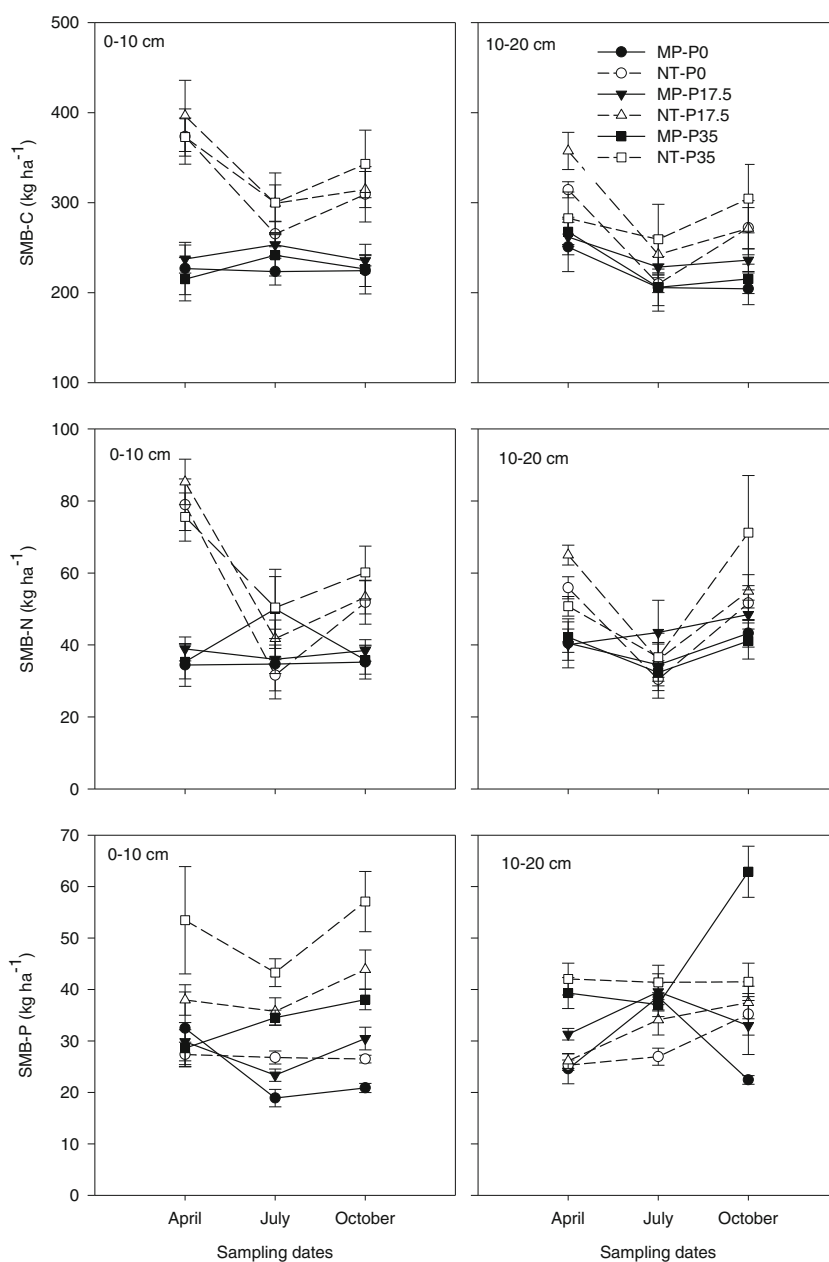 500
400
300
200
100
SMB-C (kg ha-1)
0-10 cm
10-20 cm
MP-P0
NT-P0
MP-P17.5
NT-P17.5
MP-P35
NT-P35
100
80
60
40
20
0
SMB-N (kg ha-1)
0-10 cm
10-20 cm
70
60
50
40
30
20
10
0
SMB-P (kg ha-1)
0-10 cm
10-20 cm
April July October
April July October
Sampling dates
Sampling dates